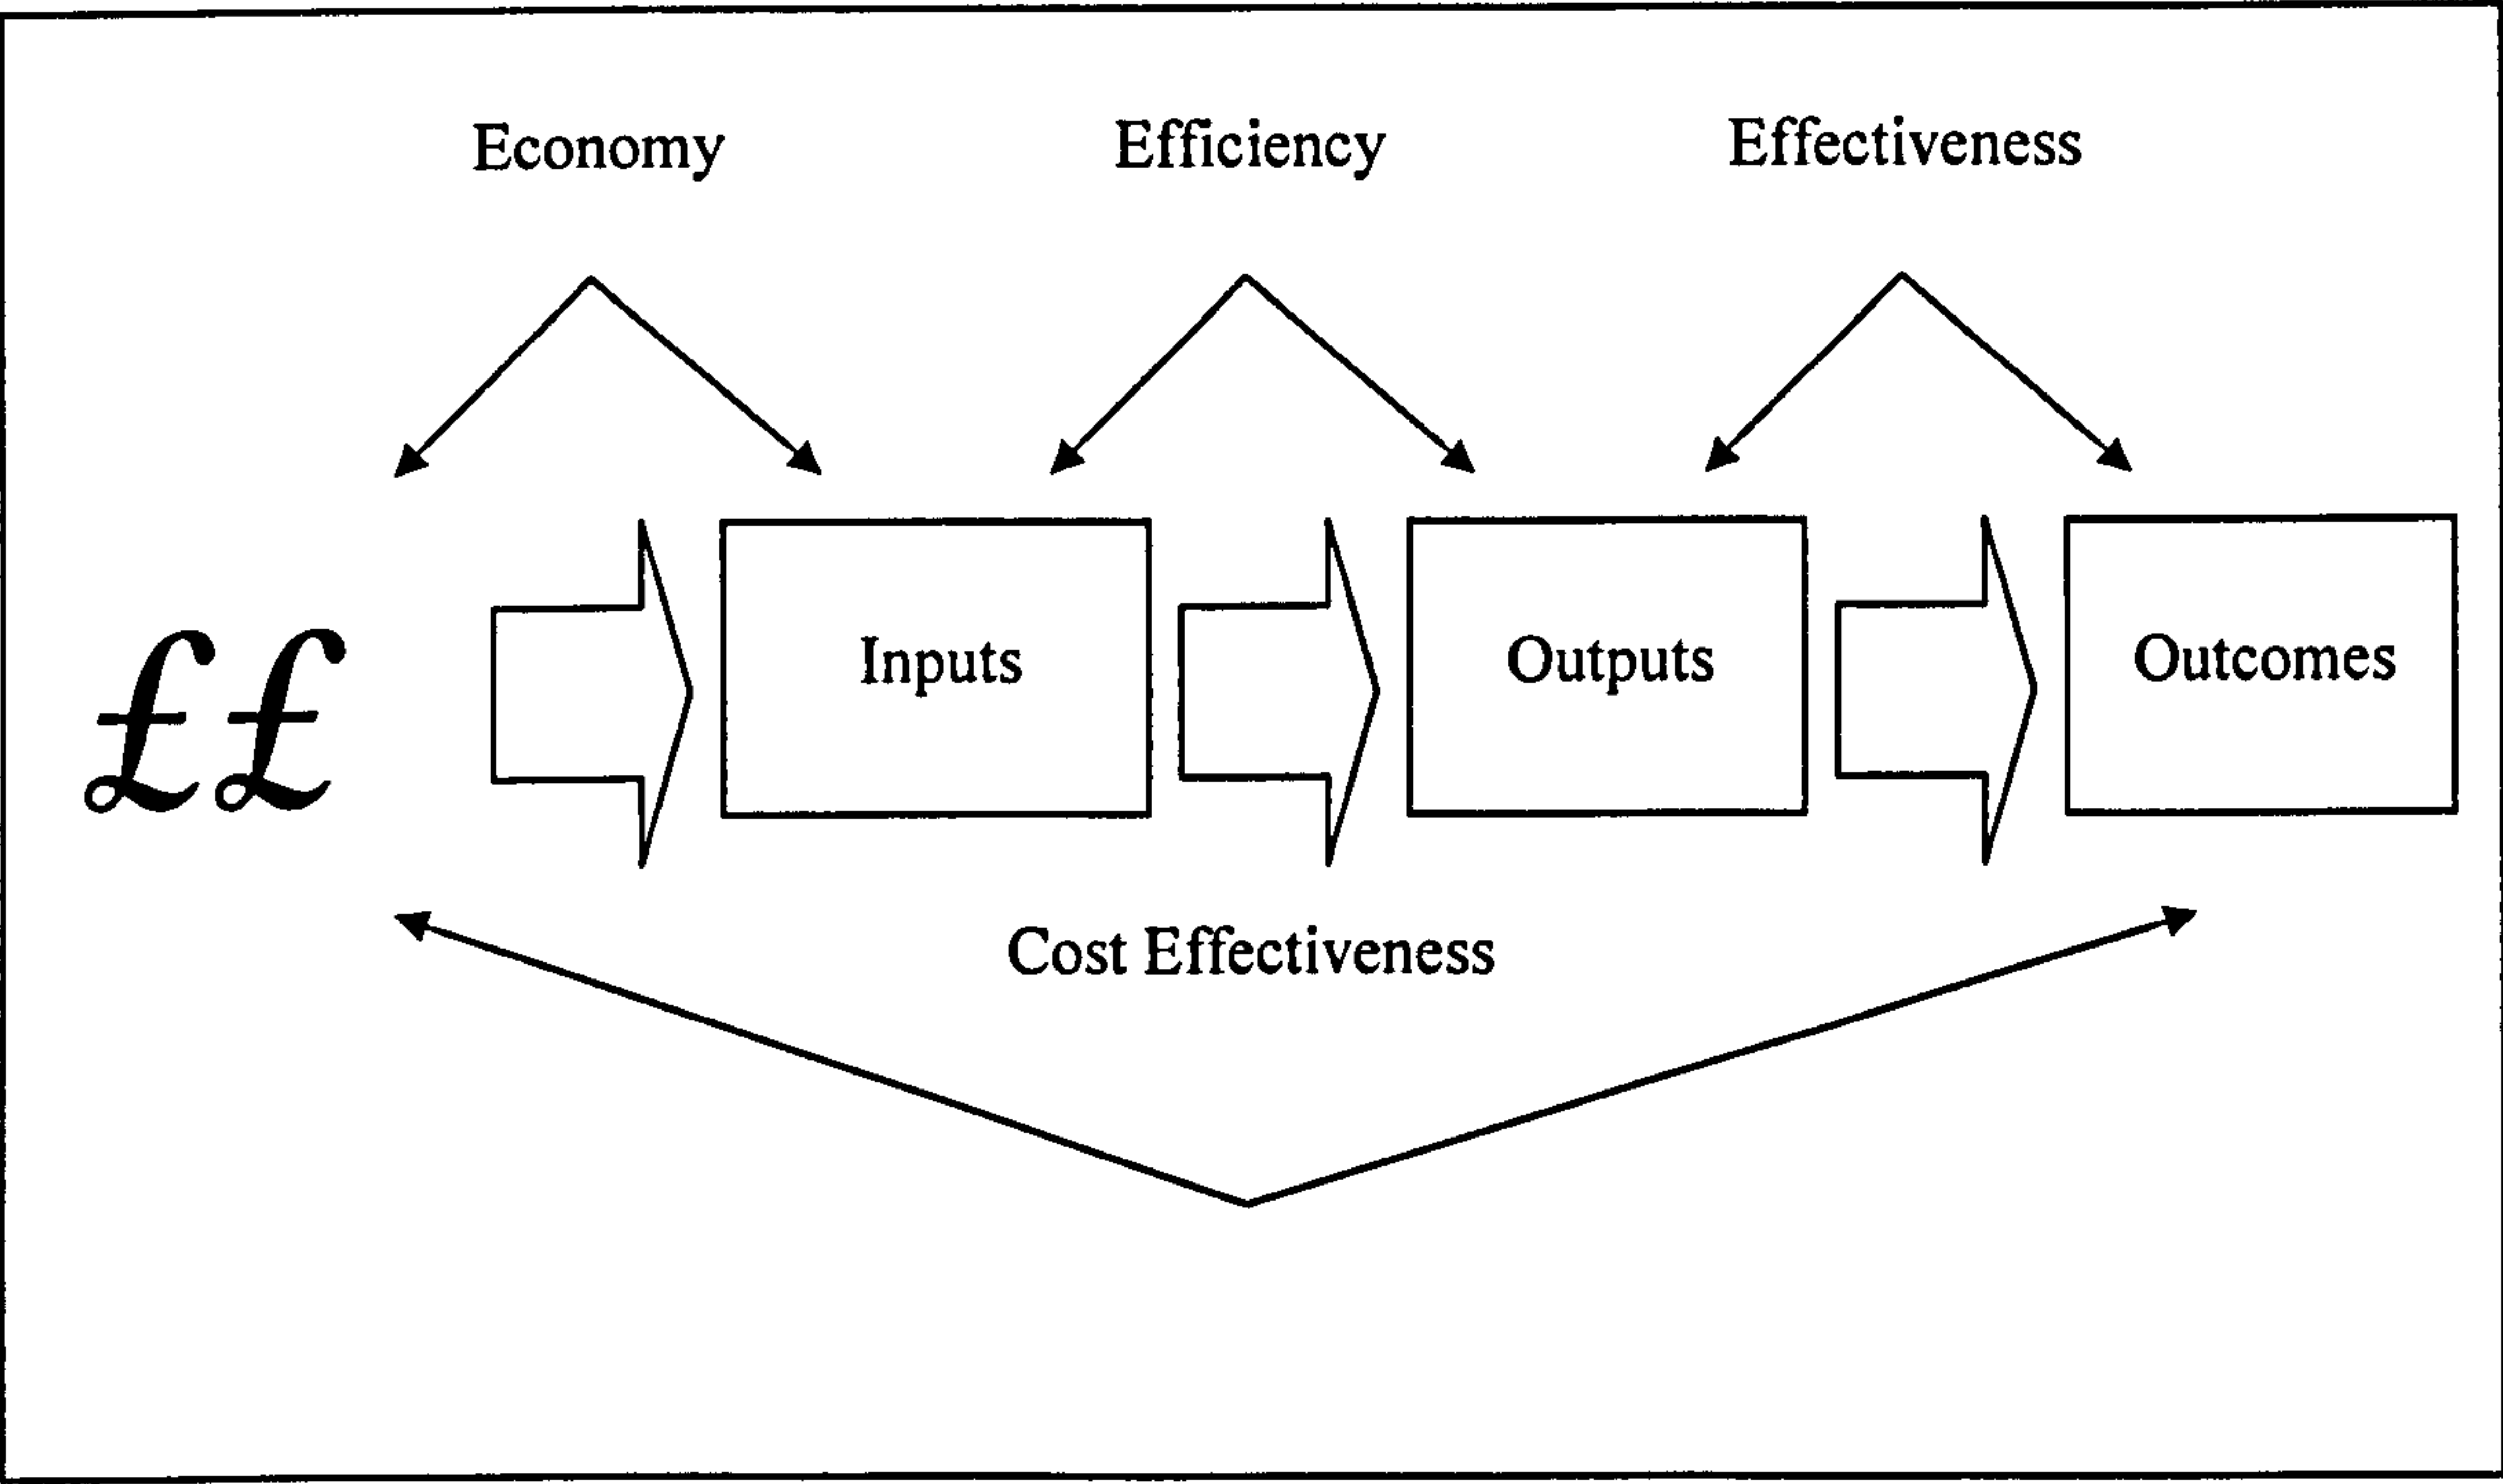 Economy
Efficiency
Effectiveness
££
Inputs
Outputs
Outcomes
Cost Effectiveness